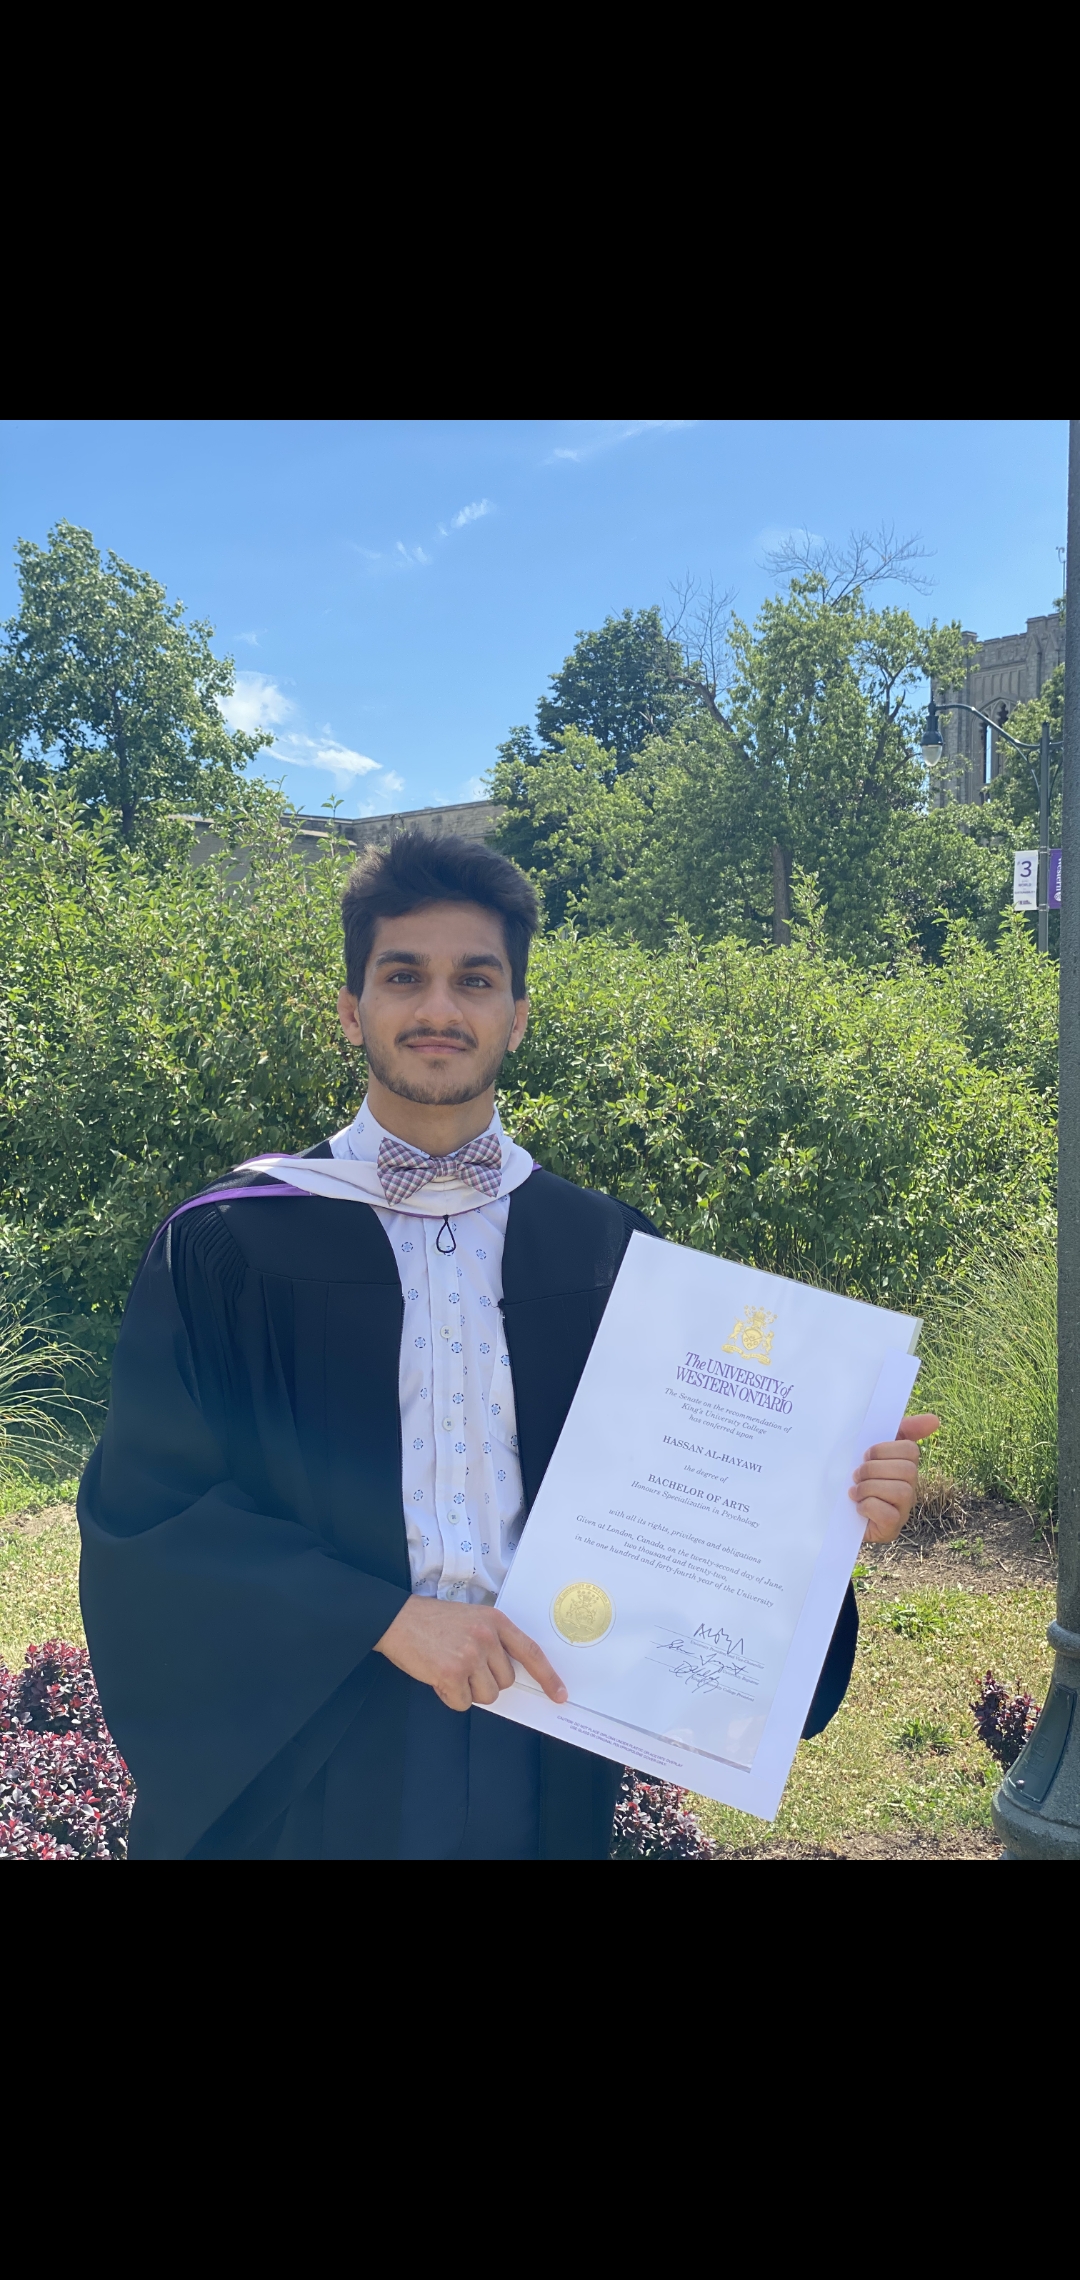 3
Western
The UNIVERSITY of
WESTERN ONTARIO
The Senate on the recommendation of
King's University College
has conferred upon
HASSAN AL-HAYAWI
the degree of
BACHELOR OF ARTS
Honours Specialization in Psychology
with all its rights, privileges and obligations
Given at London, Canada, on the twenty-second day of June,
two thousand and twenty-two,
in the one hundred and forty-fourth year of the University